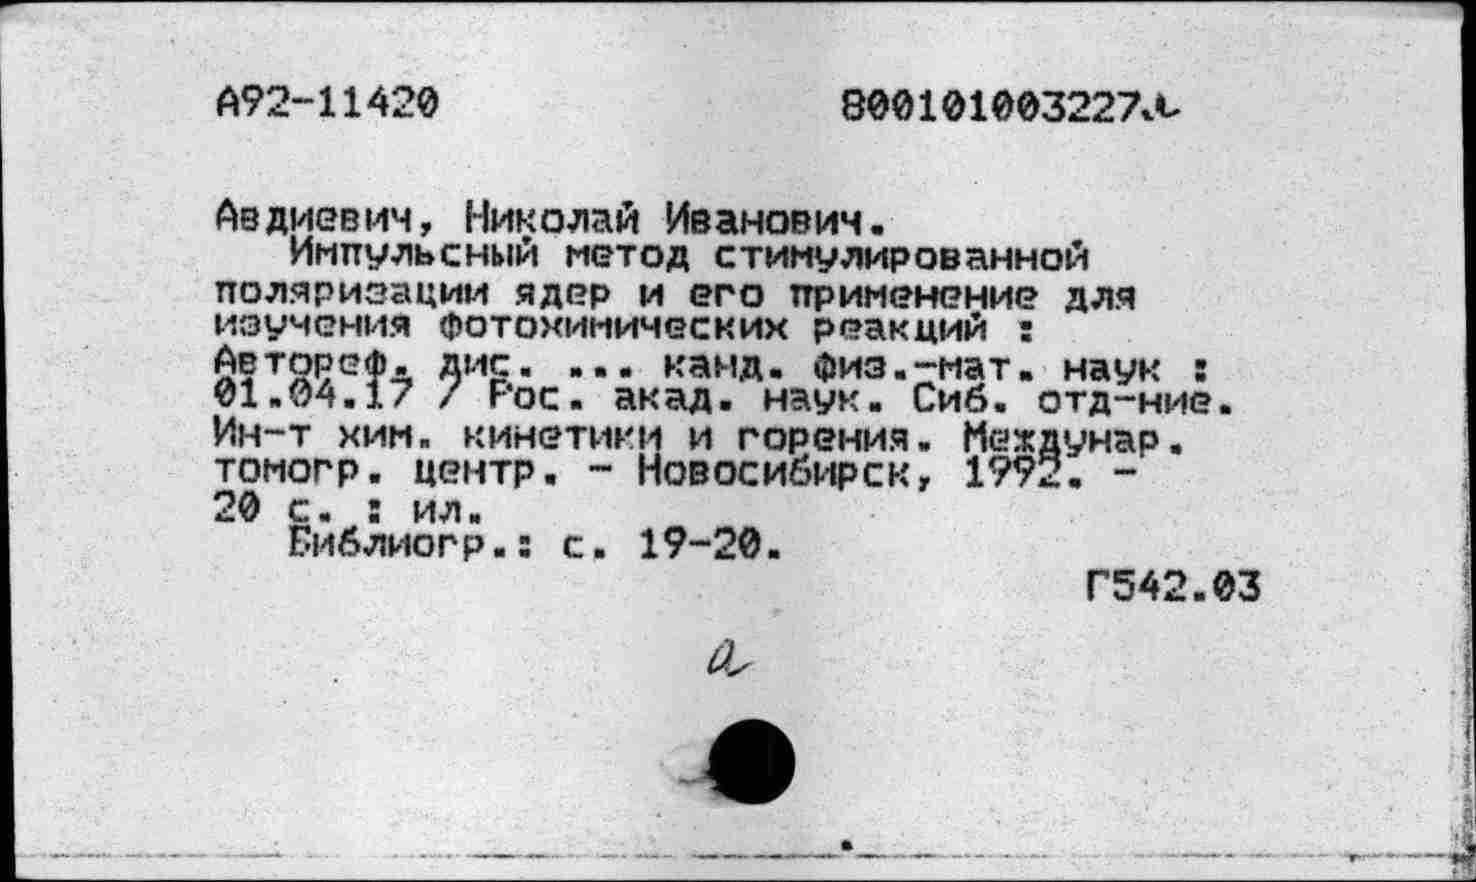 А92-11420 800101003227
Авдиевич, Николай Иванович.
Импульсный метод стимулированной
поляризации ядер и его применение для
изучения фотохимических реакций :
Автореф. дис. ... канд. физ.-мат. наук :
01.04.17 / Рос. акад. наук. Сиб. отд-ние.
Ин-т хим. кинетики и горения. Междунар.
томогр. центр. - Новосибирск, 1992. -
20 с. : ил.
Библиогр.: с. 19-20.
Г542.03
а